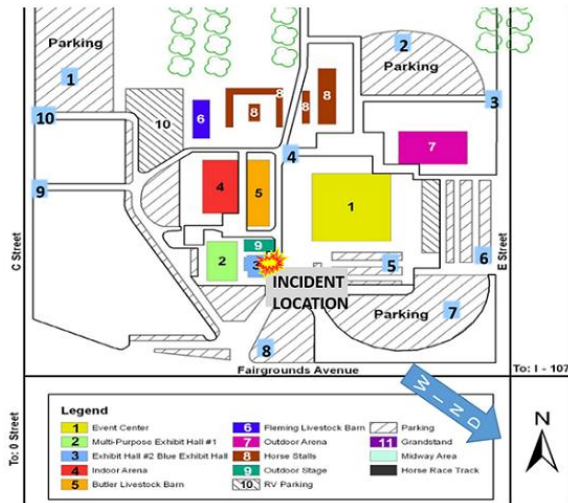 Parking
1
2
Parking
3
10
10
6
8
8
8
8
7
4
9
4
5
1
2
9
3
5
6
INCIDENT
LOCATION
Parking
7
8
C Street
E Street
Fairgrounds Avenue
To: I - 107
To: 0 Street
WIND
N
Legend
1 Event Center
2 Multi-Purpose Exhibit Hall #1
3 Exhibit Hall #2 Blue Exhibit Hall
4 Indoor Arena
5 Butler Livestock Barn
6 Fleming Livestock Barn
7 Outdoor Arena
8 Horse Stalls
9 Outdoor Stage
10 RV Parking
Parking
11 Grandstand
Midway Area
Horse Race Track